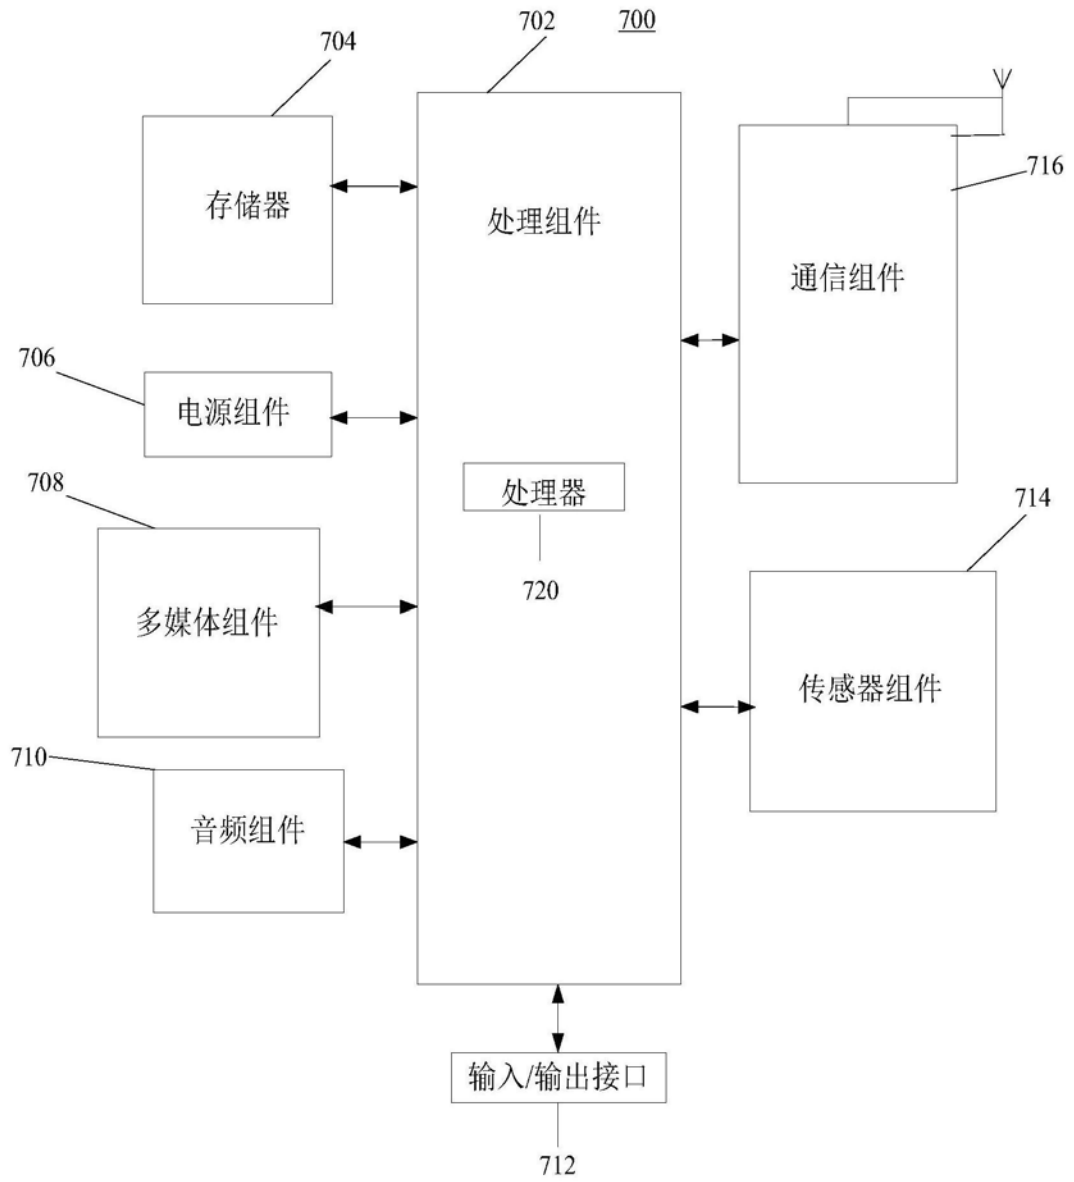 702
700
704
716
存储器
处理组件
通信组件
706
电源组件
708
处理器
714
720
多媒体组件
传感器组件
710
音频组件
输入/输出接口
712